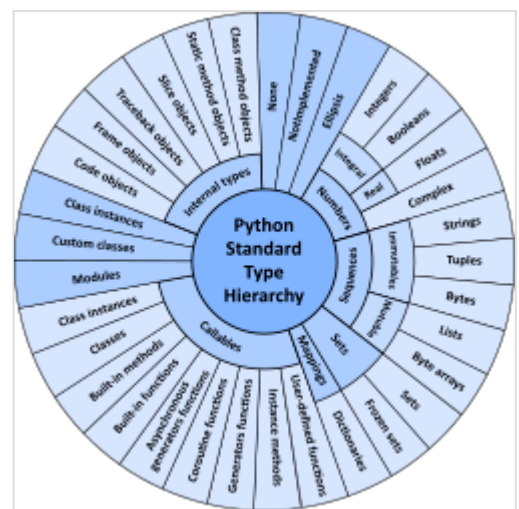 Python
Standard
Type
Hierarchy
None
NotImplemented
Ellipsis
Numbers
Integral
Integers
Booleans
Real
Floats
Complex
Sequences
Immutable
Strings
Tuples
Bytes
Mutable
Lists
Byte arrays
Sets
Sets
Frozen sets
Mappings
Dictionaries
Callables
User-defined functions
Instance methods
Generators functions
Coroutine functions
Asynchronous
generators functions
Built-in functions
Built-in methods
Classes
Class instances
Modules
Custom classes
Class instances
Internal types
Code objects
Frame objects
Traceback objects
Slice objects
Static method objects
Class method objects